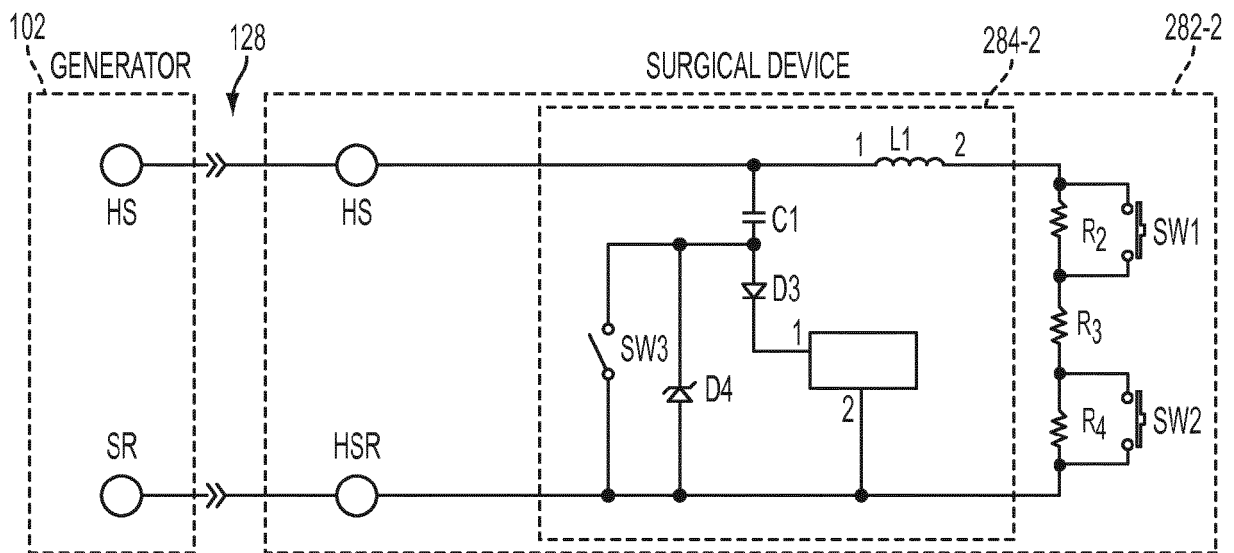 102
128
284-2
282-2
GENERATOR
SURGICAL DEVICE
HS
HS
1 L1 2
C1
R2
SW1
D3
1
R3
SW3
D4
2
R4
SW2
SR
HSR